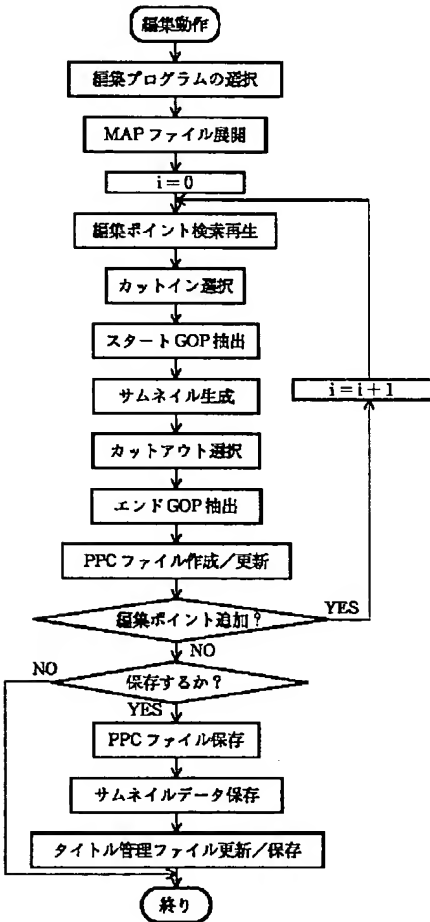 編集動作
編集プログラムの選択
MAPファイル展開
i=0
編集ポイント検索再生
カットイン選択
スタートGOP抽出
サムネイル生成
i=i+1
カットアウト選択
エンドGOP抽出
PPCファイル作成/更新
編集ポイント追加?
YES
NO
保存するか?
NO
YES
PPCファイル保存
サムネイルデータ保存
タイトル管理ファイル更新/保存
終り